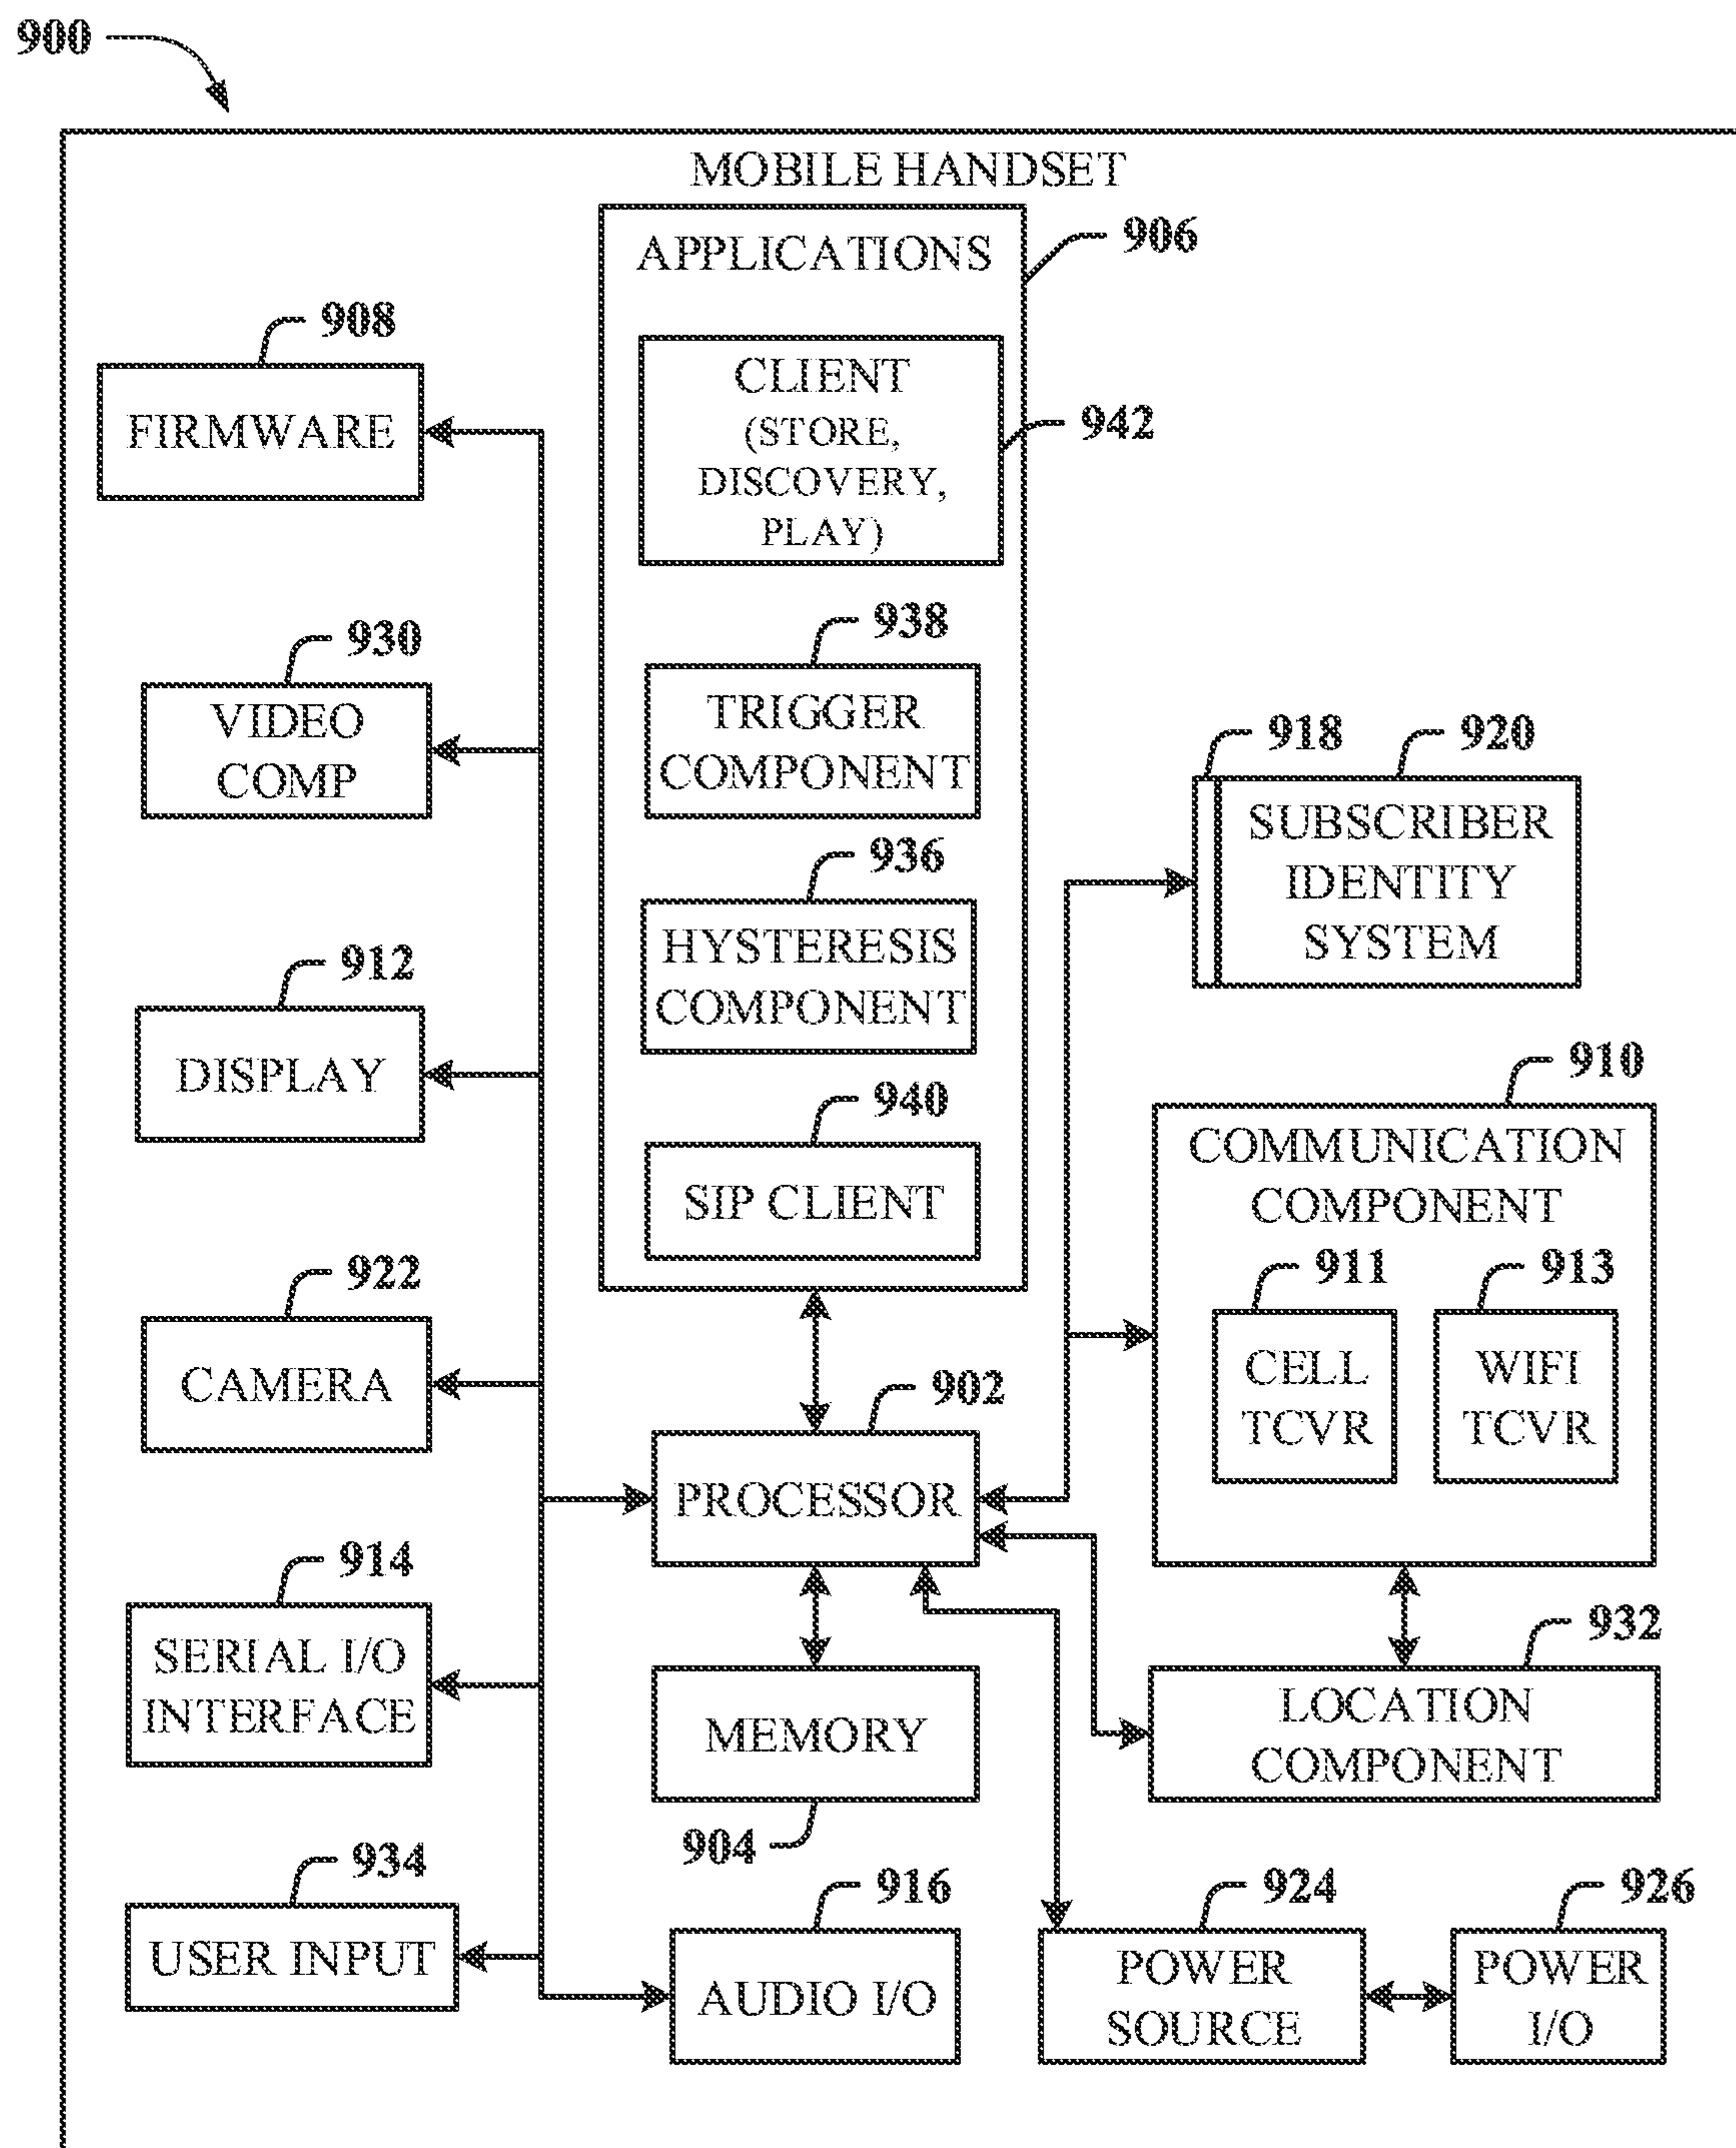 900
MOBILE HANDSET
APPLICATIONS
906
CLIENT
(STORE,
DISCOVERY,
PLAY)
942
908
FIRMWARE
938
TRIGGER
COMPONENT
930
VIDEO
COMP
918
920
SUBSCRIBER
IDENTITY
SYSTEM
936
HYSTERESIS
COMPONENT
912
DISPLAY
940
SIP CLIENT
910
COMMUNICATION
COMPONENT
911
CELL
TCVR
913
WIFI
TCVR
922
CAMERA
902
PROCESSOR
914
SERIAL I/O
INTERFACE
MEMORY
904
932
LOCATION
COMPONENT
934
USER INPUT
916
AUDIO I/O
924
POWER
SOURCE
926
POWER
I/O